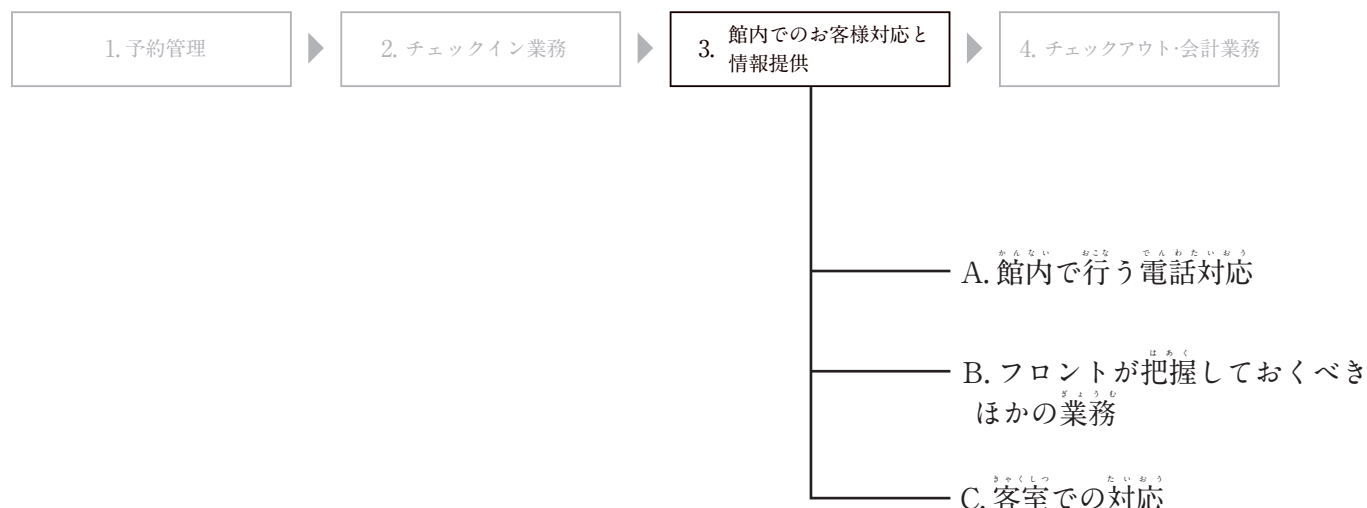 1. 予約管理
2. チェックイン業務
3. 館内でのお客様対応と
情報提供
4. チェックアウト・会計業務
かんない おこな でんわたいおう
A. 館内で行う電話対応
はあく
B. フロントが把握しておくべき
ぎょうむ
ほかの業務
きゃくしつ たいおう
C. 客室での対応